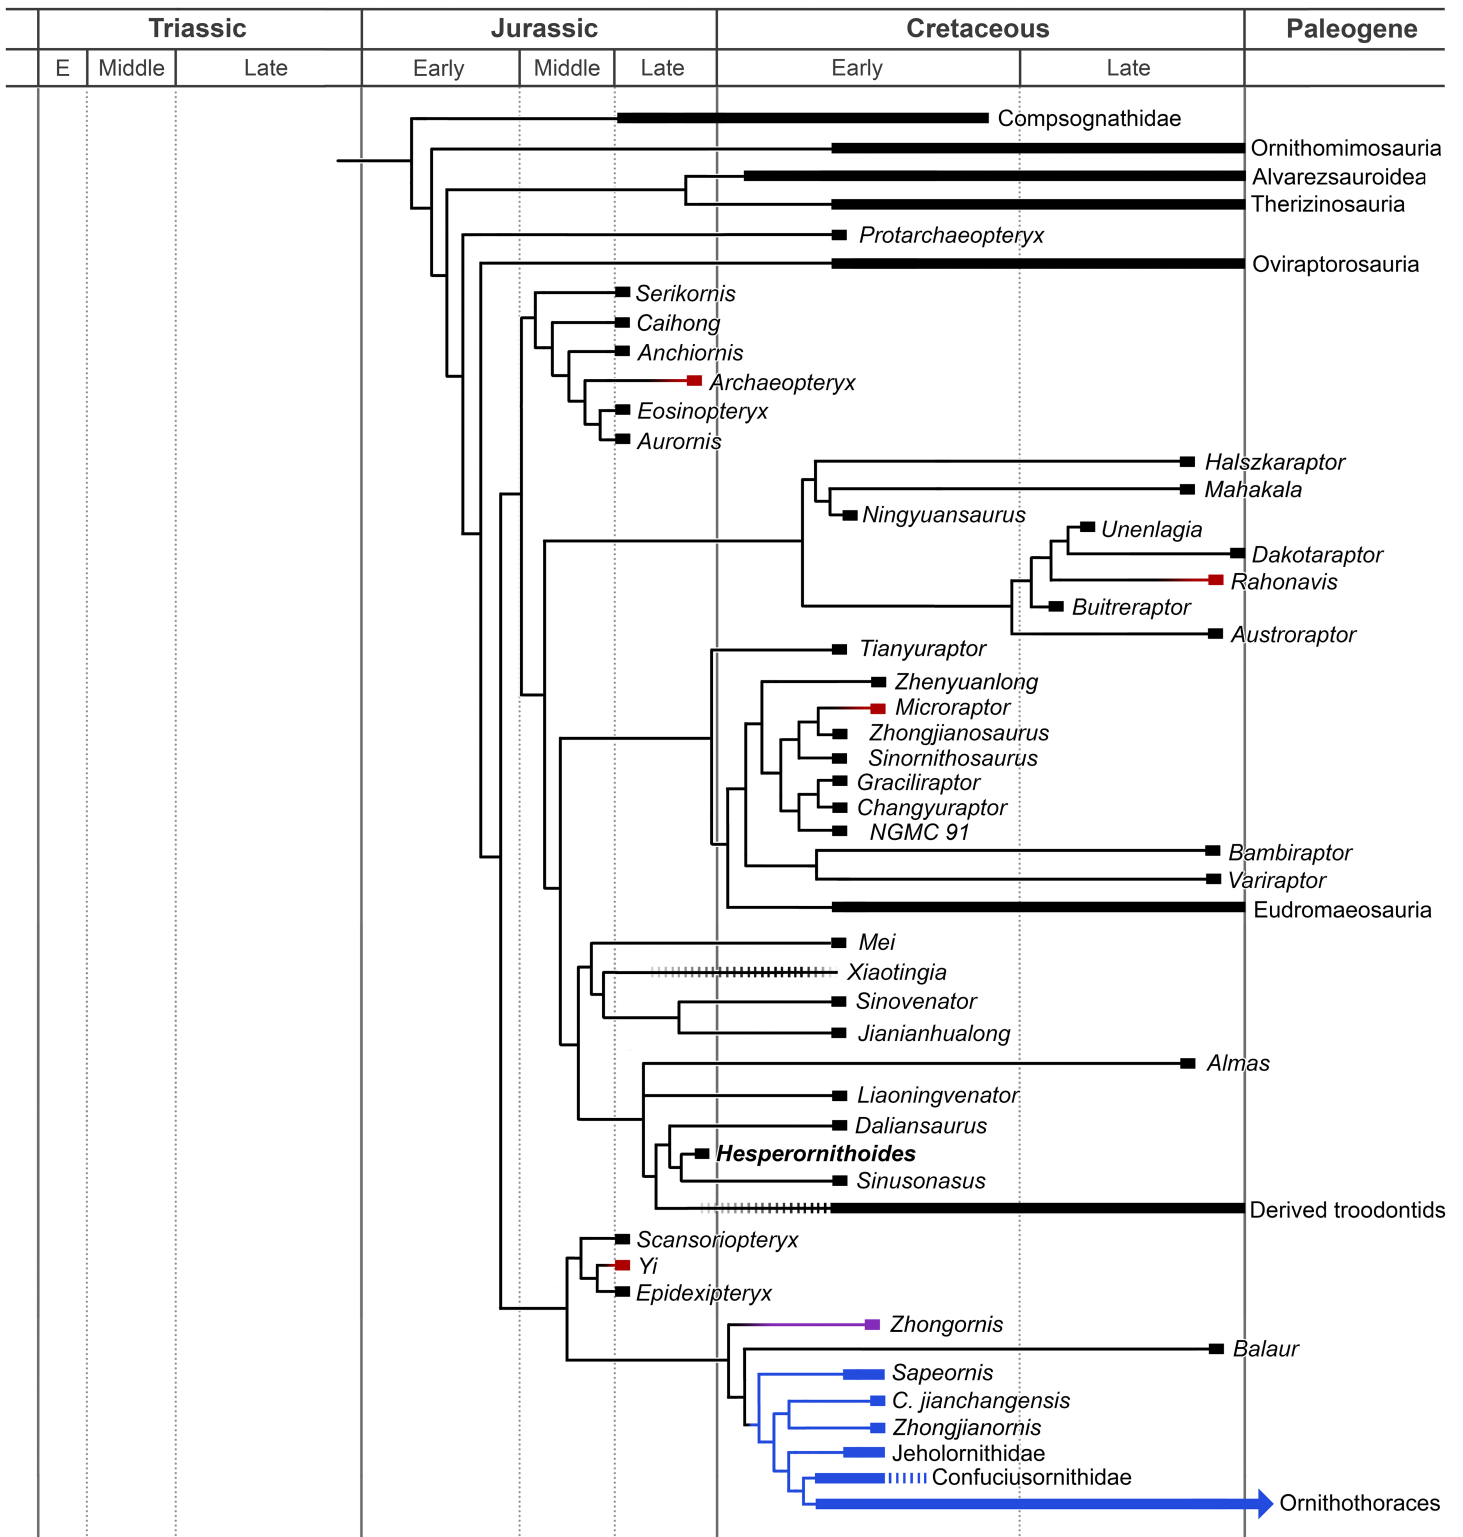 Triassic Jurassic Cretaceous Paleogene
E Middle Late Early Middle Late Early Late
Compsognathidae
Ornithomimosauria
Alvarezsauroidea
Therizinosauria
Protarchaeopteryx
Oviraptorosauria
Serikornis
Caihong
Anchiornis
Archaeopteryx
Eosinopteryx
Aurornis
Halszkaraptor
Mahakala
Ningyuansaurus
Unenlagia
Dakotaraptor
Rahonavis
Buitreraptor
Austroraptor
Tianyuraptor
Zhenyuanlong
Microraptor
Zhongjianosaurus
Sinornithosaurus
Graciliraptor
Changyuraptor
NGMC 91
Bambiraptor
Variraptor
Eudromaeosauria
Mei
Xiaotingia
Sinovenator
Jianianhualong
Almas
Liaoningvenator
Daliansaurus
Hesperornithoides
Sinusonasus
Derived troodontids
Scansoriopteryx
Yi
Epidexipteryx
Zhongornis
Balaur
Sapeornis
C. jianchangensis
Zhongjianornis
Jeholornithidae
Confuciusornithidae
Ornithothoraces